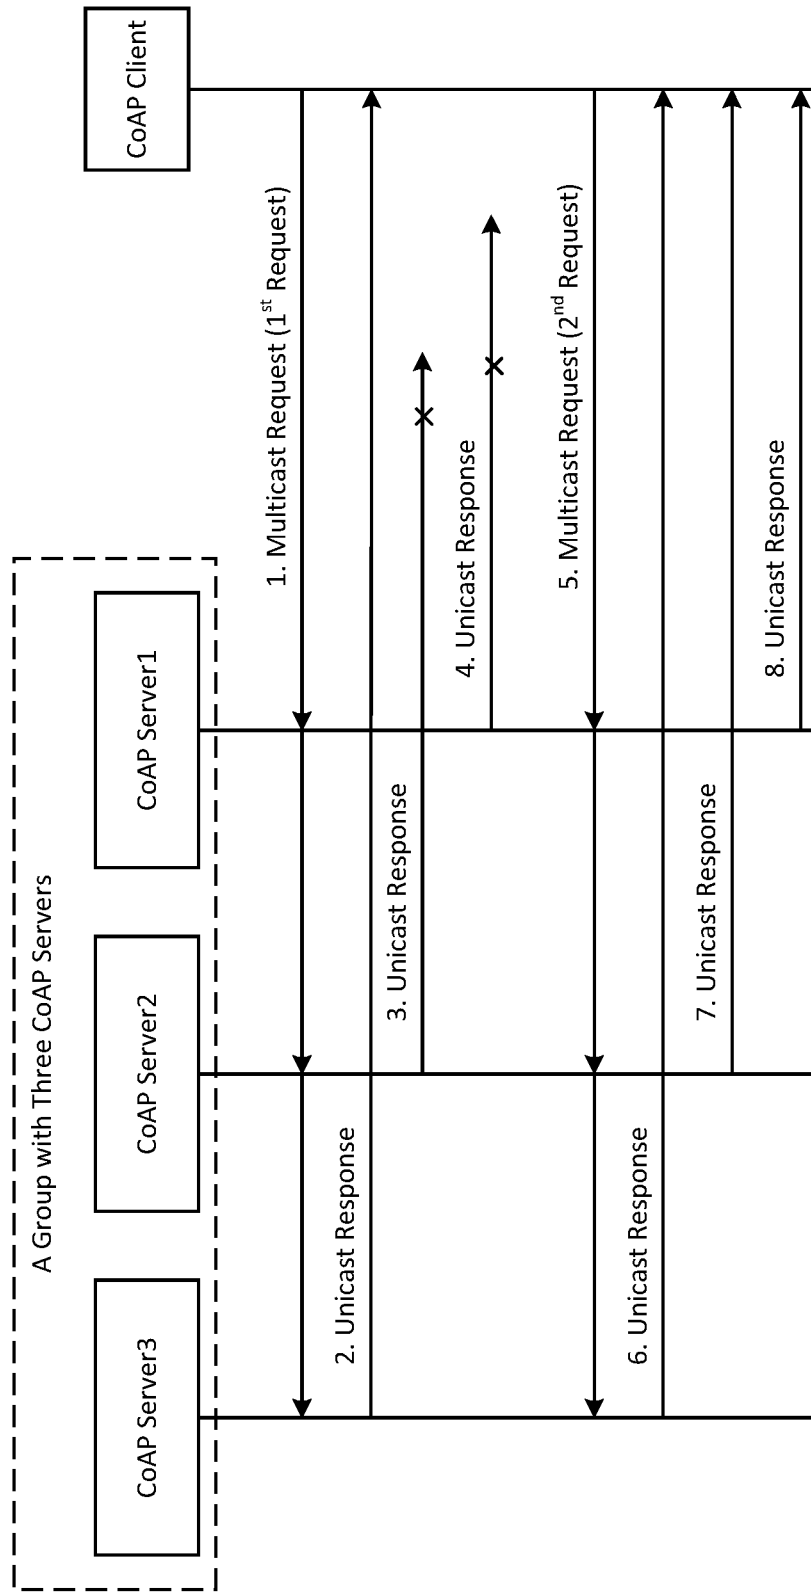 A Group with Three CoAP Servers
CoAP Server3
CoAP Server2
CoAP Server1
CoAP Client
1. Multicast Request (1st Request)
2. Unicast Response
3. Unicast Response
4. Unicast Response
5. Multicast Request (2nd Request)
6. Unicast Response
7. Unicast Response
8. Unicast Response